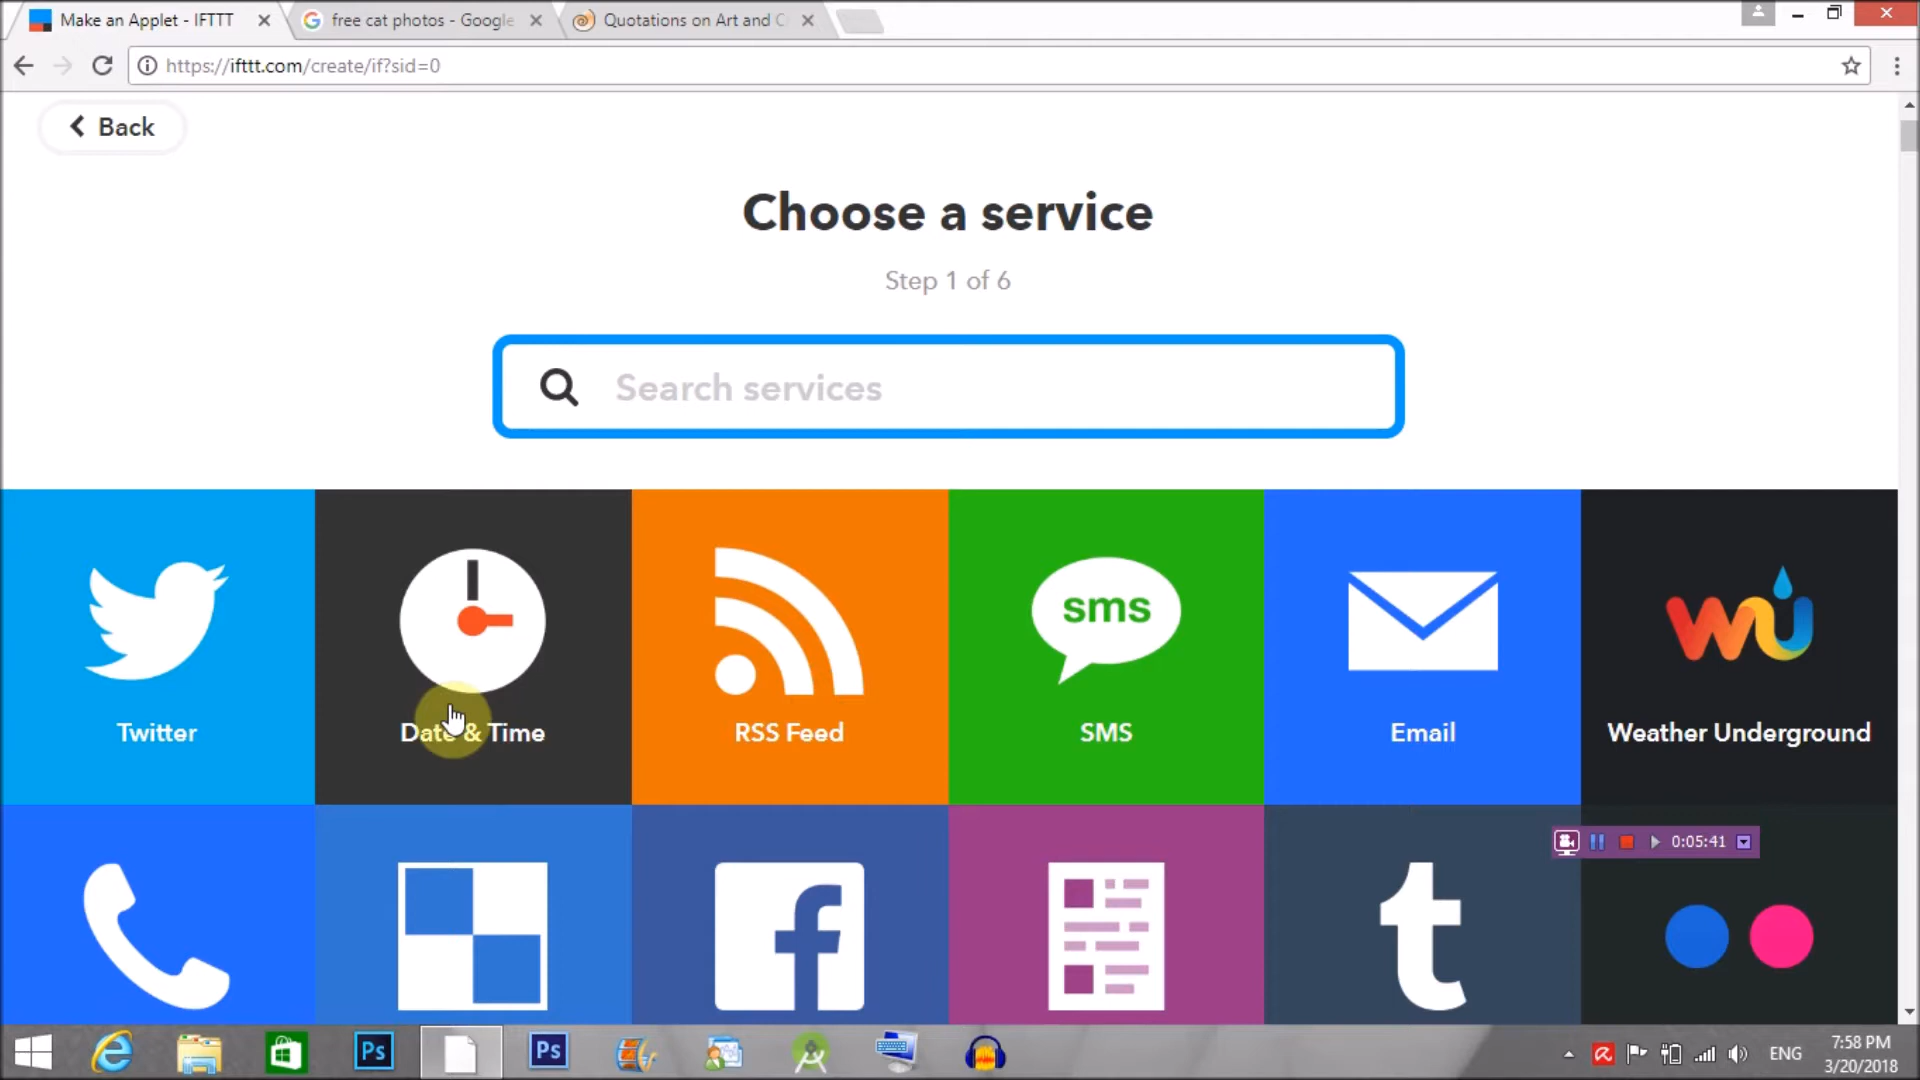 Make an Applet - IFTTT
free cat photos - Google
Quotations on Art and C
https://ifttt.com/create/if?sid=0
Back
Choose a service
Step 1 of 6
Search services
sms
Twitter
Date & Time
RSS Feed
SMS
Email
Weather Underground
0:05:41
Ps
Ps
ENG
7:58 PM
3/20/2018